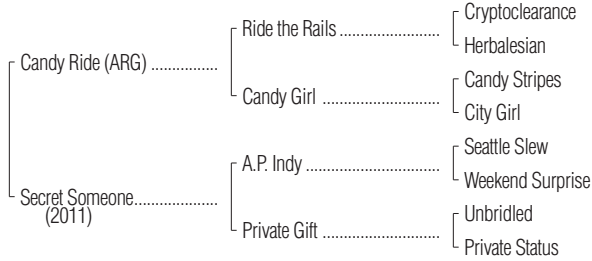 Cryptoclearance
Ride the Rails
Herbalesian
Candy Ride (ARG)
Candy Stripes
Candy Girl
City Girl
Seattle Slew
A.P. Indy
Weekend Surprise
Secret Someone
(2011)
Unbridled
Private Gift
Private Status